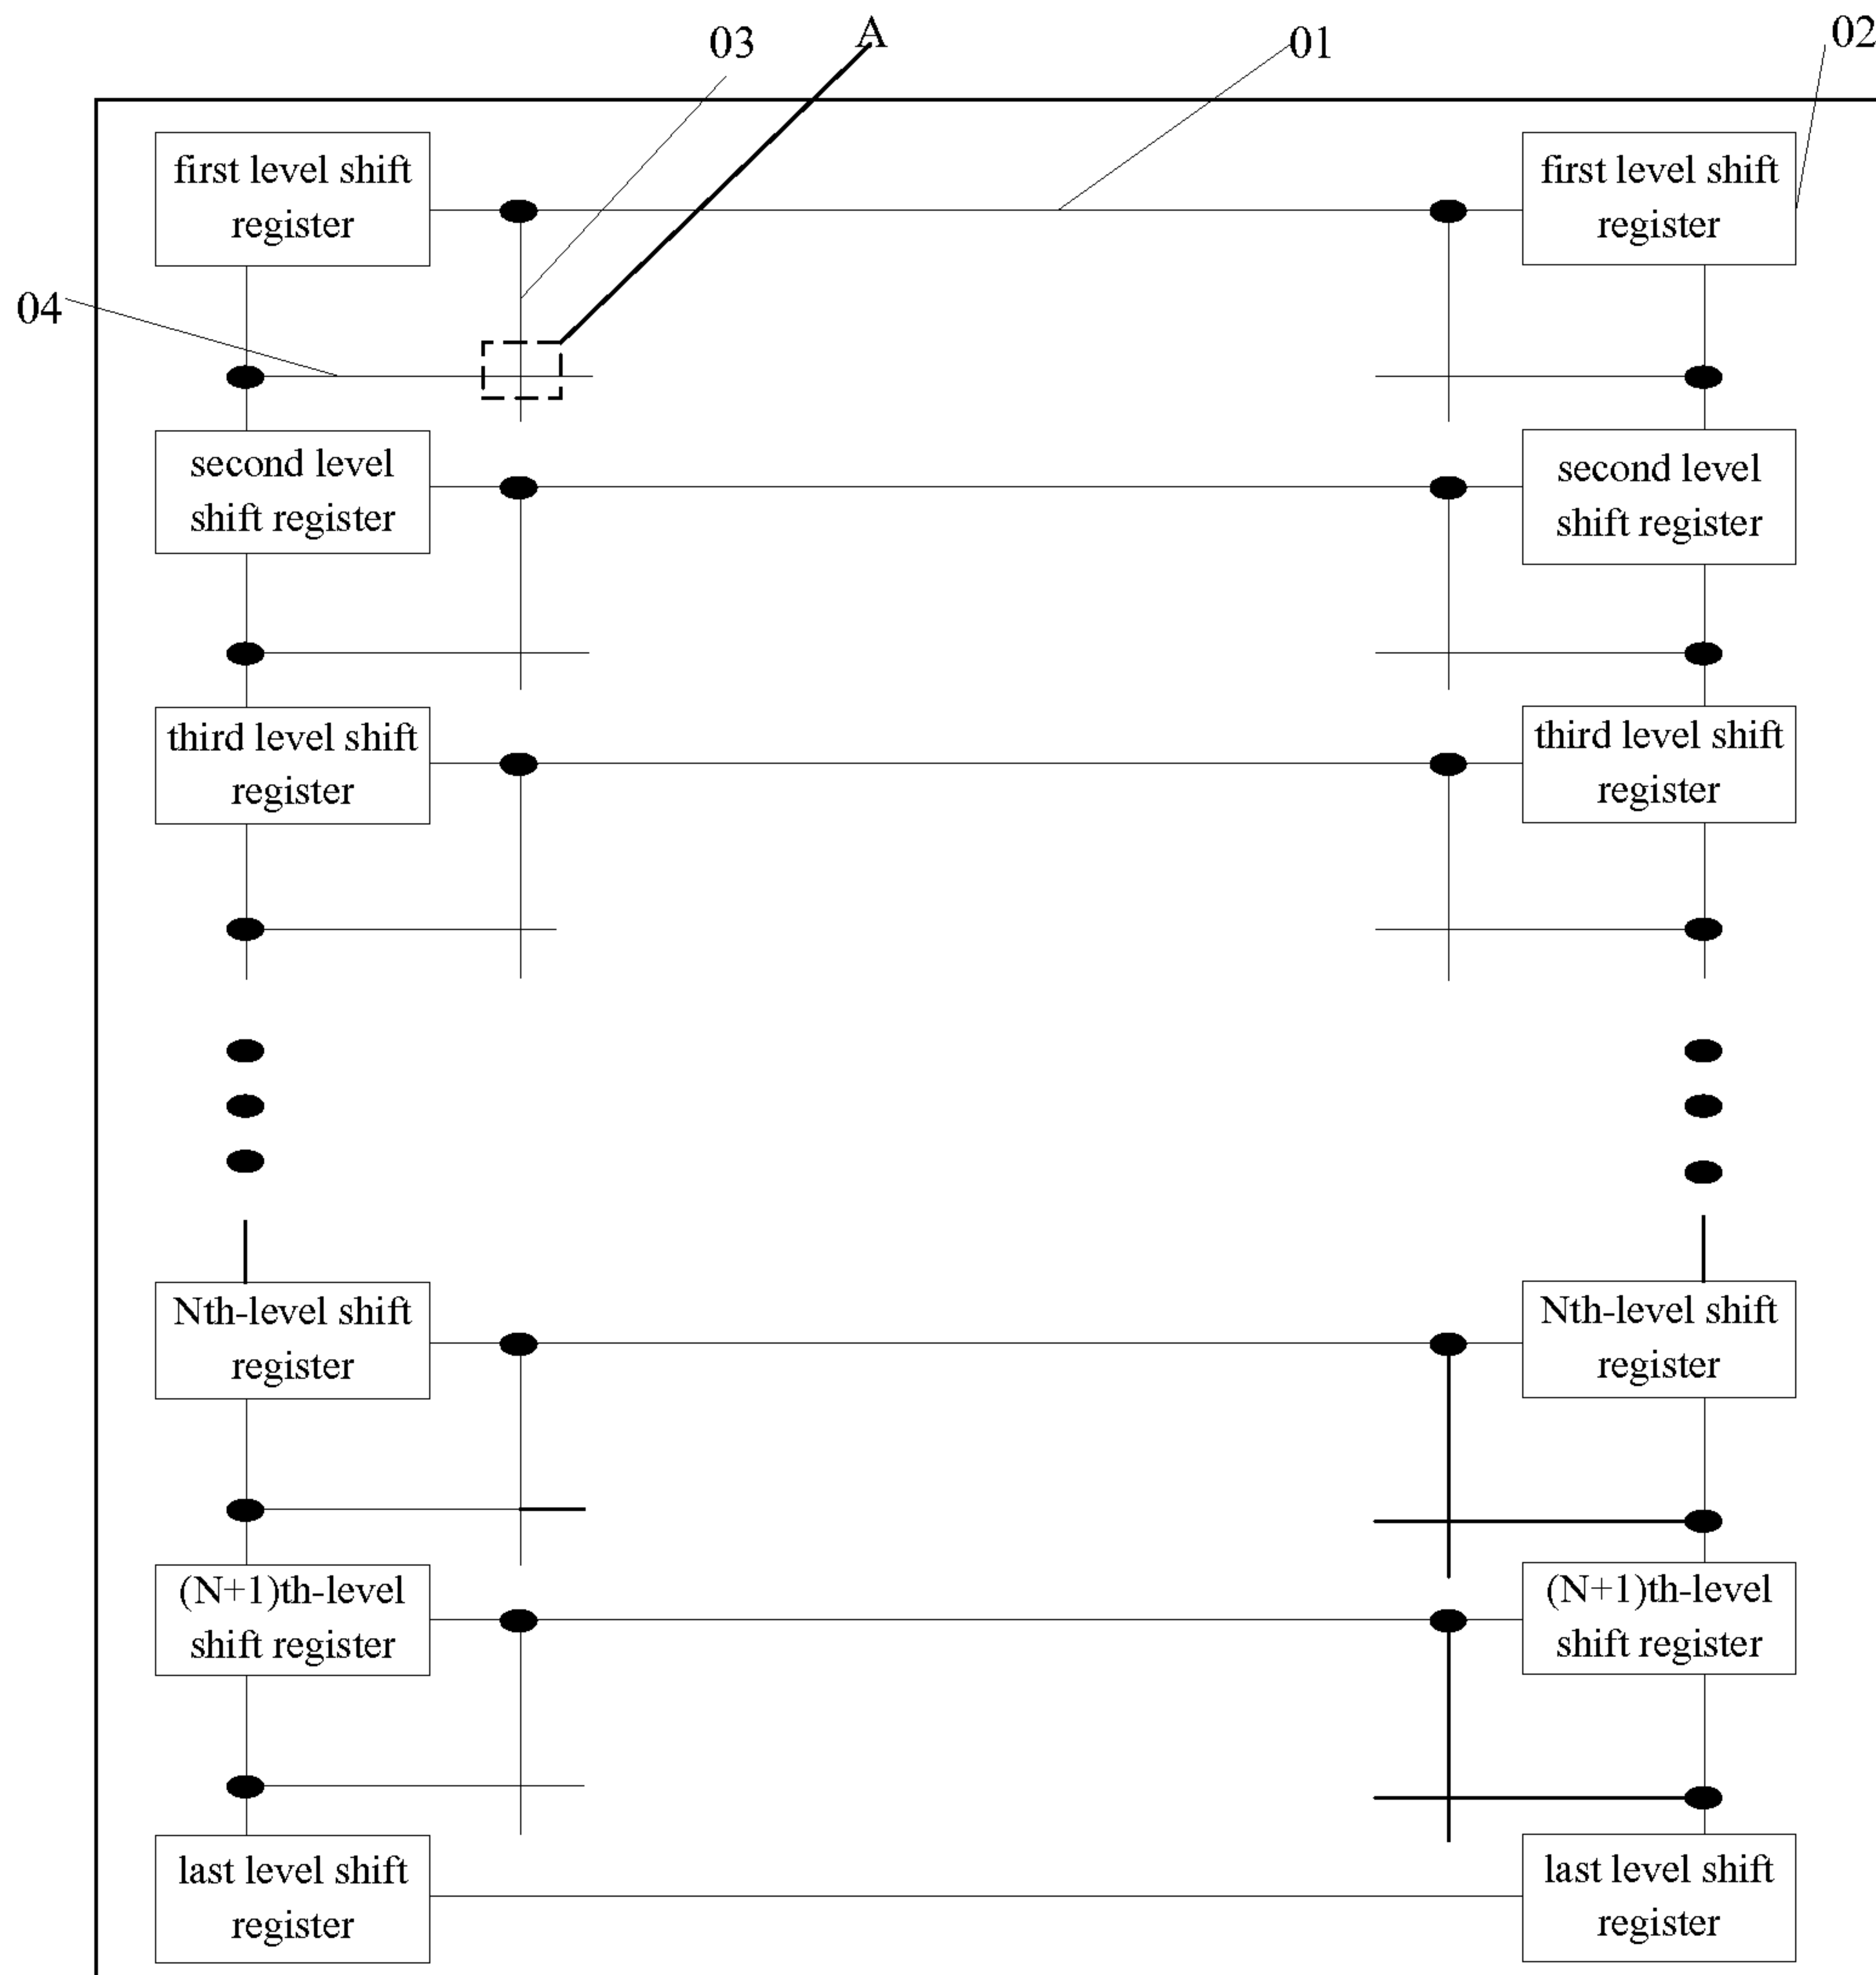 03
A
01
02
first level shift
register
first level shift
register
04
second level
shift register
second level
shift register
third level shift
register
third level shift
register
Nth-level shift
register
Nth-level shift
register
(N+1)th-level
shift register
(N+1)th-level
shift register
last level shift
register
last level shift
register